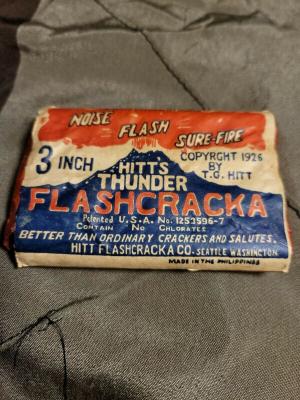 NOISE FLASH SURE-FIRE
3 INCH
COPYRGHT 1926
BY
T.G. HITT
HITT'S
THUNDER
FLASHCRACKA
Patented U.S.A. No. 1253596-7
CONTAIN NO CHLORATES
BETTER THAN ORDINARY CRACKERS AND SALUTES.
HITT FLASHCRACKA CO. SEATTLE WASHINGTON
MADE IN THE PHILIPPINES